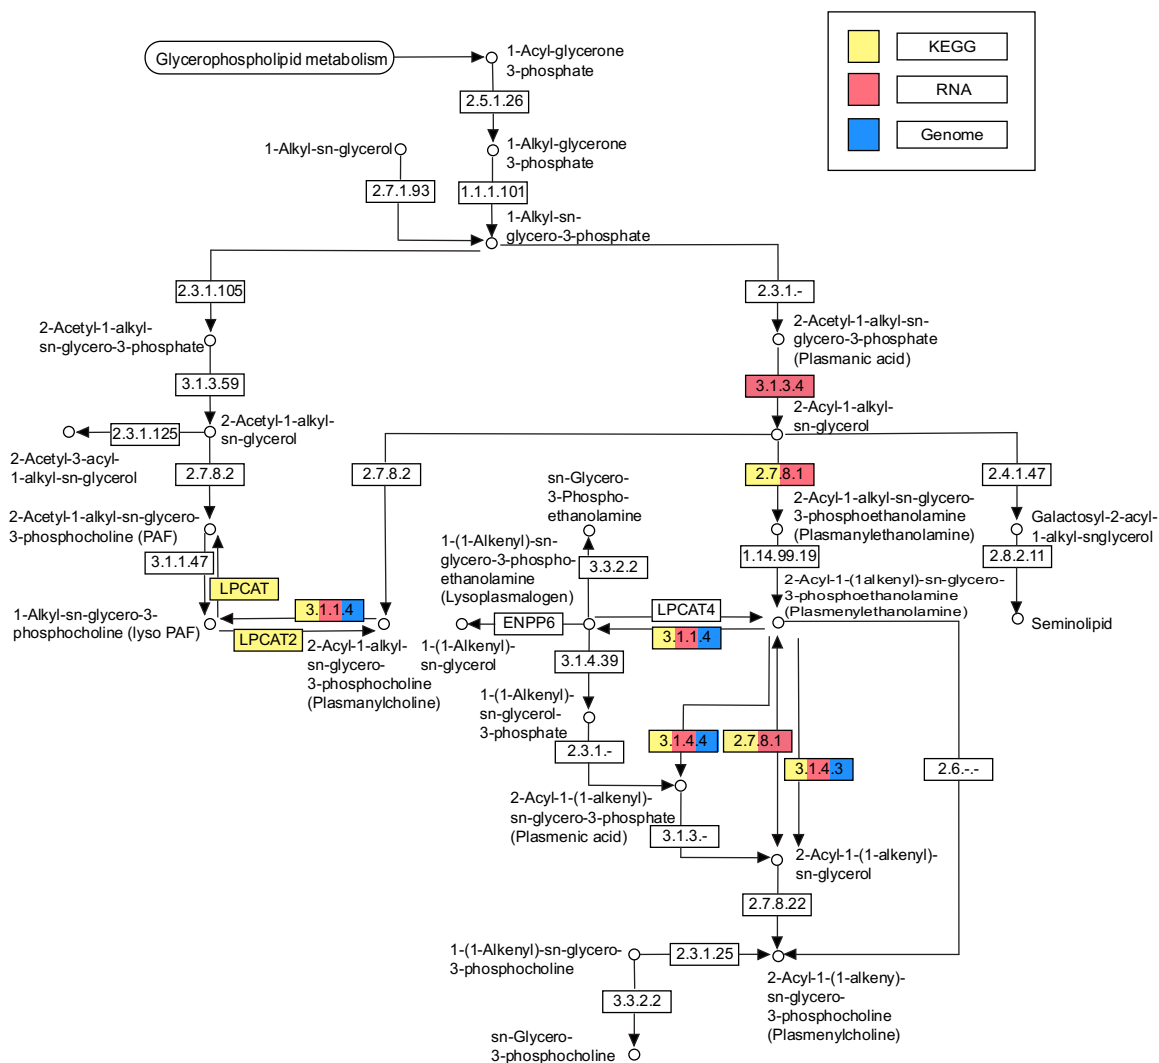 Glycerophospholipid metabolism
1-Acyl-glycerone
3-phosphate
KEGG
RNA
Genome
2.5.1.26
1-Alkyl-sn-glycerol
1-Alkyl-glycerone
3-phosphate
2.7.1.93
1.1.1.101
1-Alkyl-sn-
glycero-3-phosphate
2.3.1.105
2.3.1.-
2-Acetyl-1-alkyl-
sn-glycero-3-phosphate
2-Acetyl-1-alkyl-sn-
glycero-3-phosphate
(Plasmanic acid)
3.1.3.59
3.1.3.4
2-Acyl-1-alkyl-
sn-glycerol
2.3.1.125
2-Acetyl-1-alkyl-
sn-glycerol
2-Acetyl-3-acyl-
1-alkyl-sn-glycerol
2.7.8.2
2.7.8.2
2.7.8.1
2.4.1.47
sn-Glycero-
3-Phospho-
ethanolamine
2-Acetyl-1-alkyl-sn-glycero-
3-phosphocholine (PAF)
2-Acyl-1-alkyl-sn-glycero-
3-phosphoethanolamine
(Plasmanylethanolamine)
Galactosyl-2-acyl-
1-alkyl-snglycerol
3.1.1.47
LPCAT
1-(1-Alkenyl)-sn-
glycero-3-phospho-
ethanolamine
(Lysoplasmalogen)
3.3.2.2
1.14.99.19
2.8.2.11
2-Acyl-1-(1alkenyl)-sn-glycero-
3-phosphoethanolamine
(Plasmenylethanolamine)
1-Alkyl-sn-glycero-3-
phosphocholine (lyso PAF)
3.1.1.4
LPCAT2
2-Acyl-1-alkyl-
sn-glycero-
3-phosphocholine
(Plasmanylcholine)
ENPP6
LPCAT4
3.1.1.4
Seminolipid
1-(1-Alkenyl)-
sn-glycerol
3.1.4.39
1-(1-Alkenyl)-
sn-glycerol-
3-phosphate
2.3.1.-
3.1.4.4
2.7.8.1
3.1.4.3
2.6.-.-
2-Acyl-1-(1-alkenyl)-
sn-glycero-3-phosphate
(Plasmenic acid)
3.1.3.-
2-Acyl-1-(1-alkenyl)-
sn-glycerol
2.7.8.22
1-(1-Alkenyl)-sn-glycero-
3-phosphocholine
2.3.1.25
2-Acyl-1-(1-alkeny)-
sn-glycero-
3-phosphocholine
(Plasmenylcholine)
3.3.2.2
sn-Glycero-
3-phosphocholine